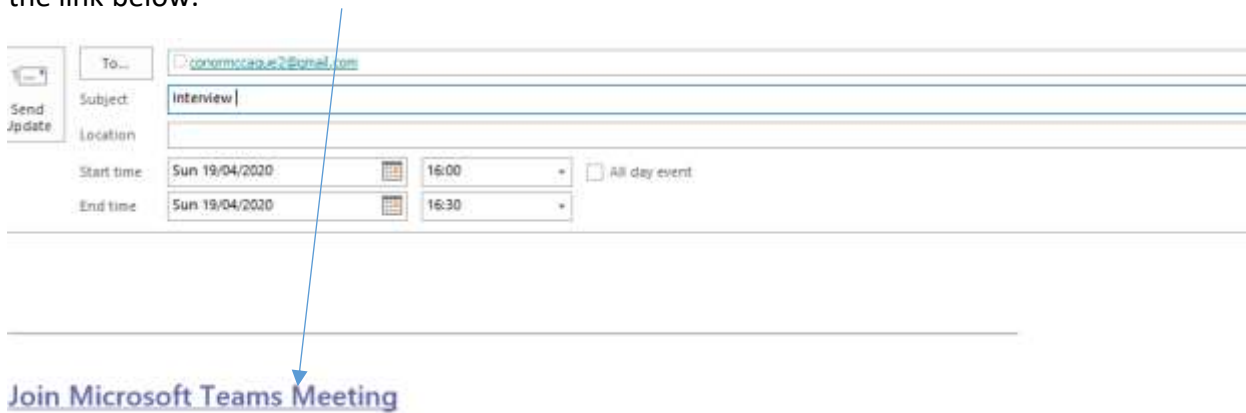 the link below.
To...
conormccague2@gmail.com
Send
Update
Subject
Interview
Location
Start time
Sun 19/04/2020
16:00
All day event
End time
Sun 19/04/2020
16:30
Join Microsoft Teams Meeting